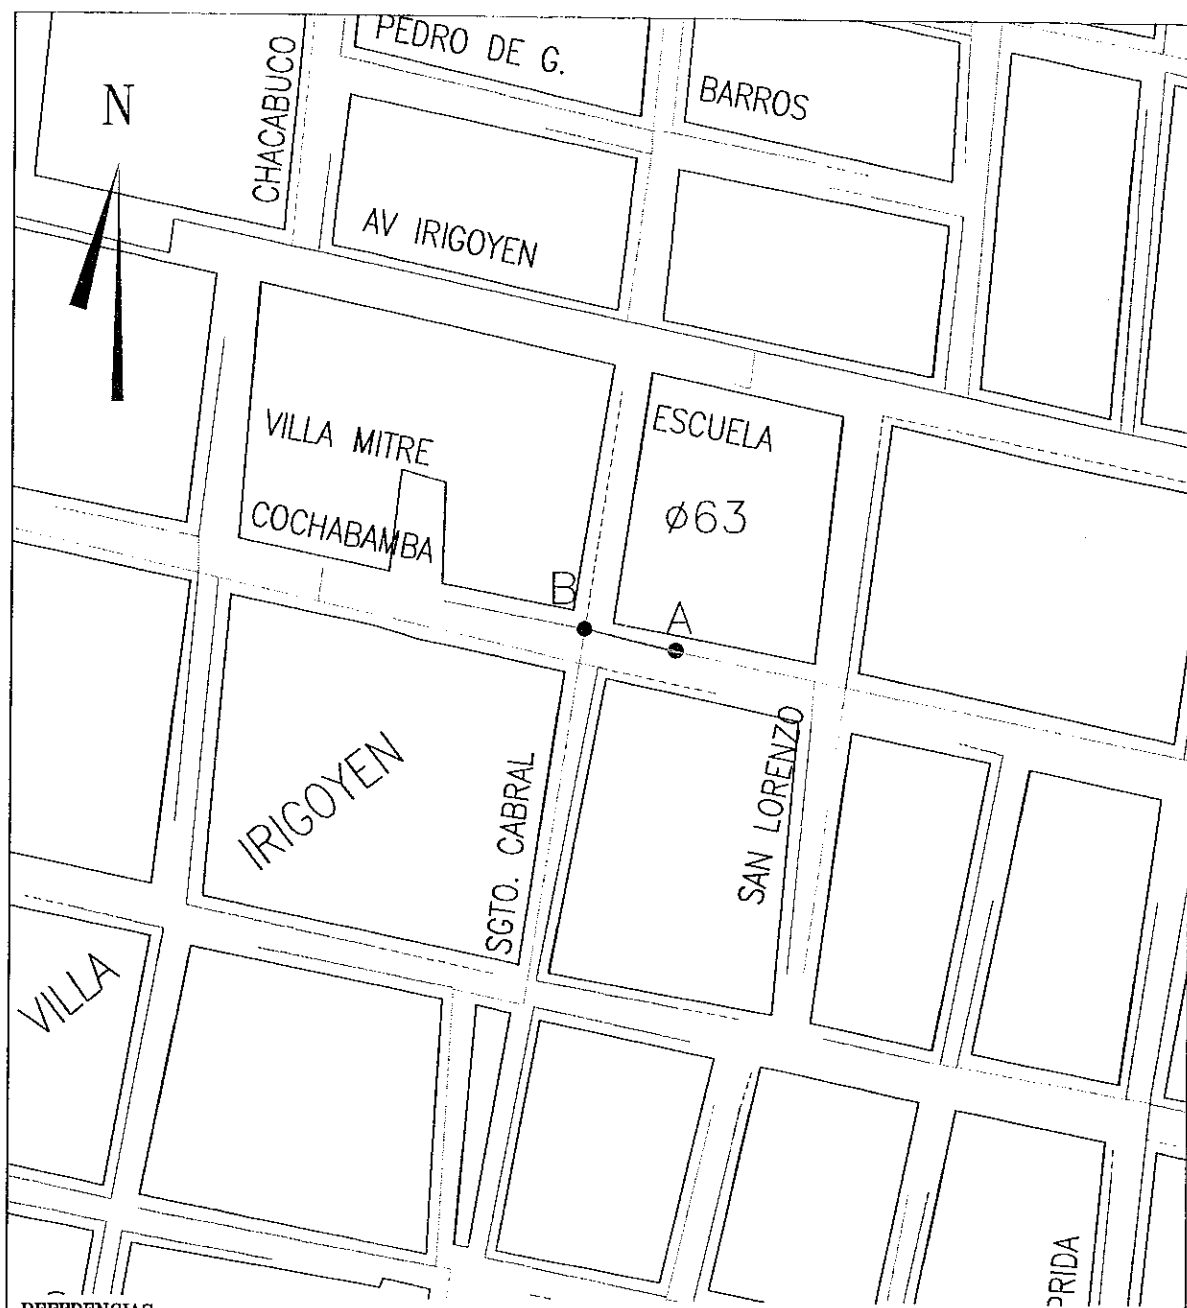 PEDRO DE G.
BARROS
CHACABUCO
N
AV IRIGOYEN
VILLA MITRE
ESCUELA
COCHABAMBA
ø63
B
A
IRIGOYEN
SGTO. CABRAL
SAN LORENZO
VILLA
PRIDA